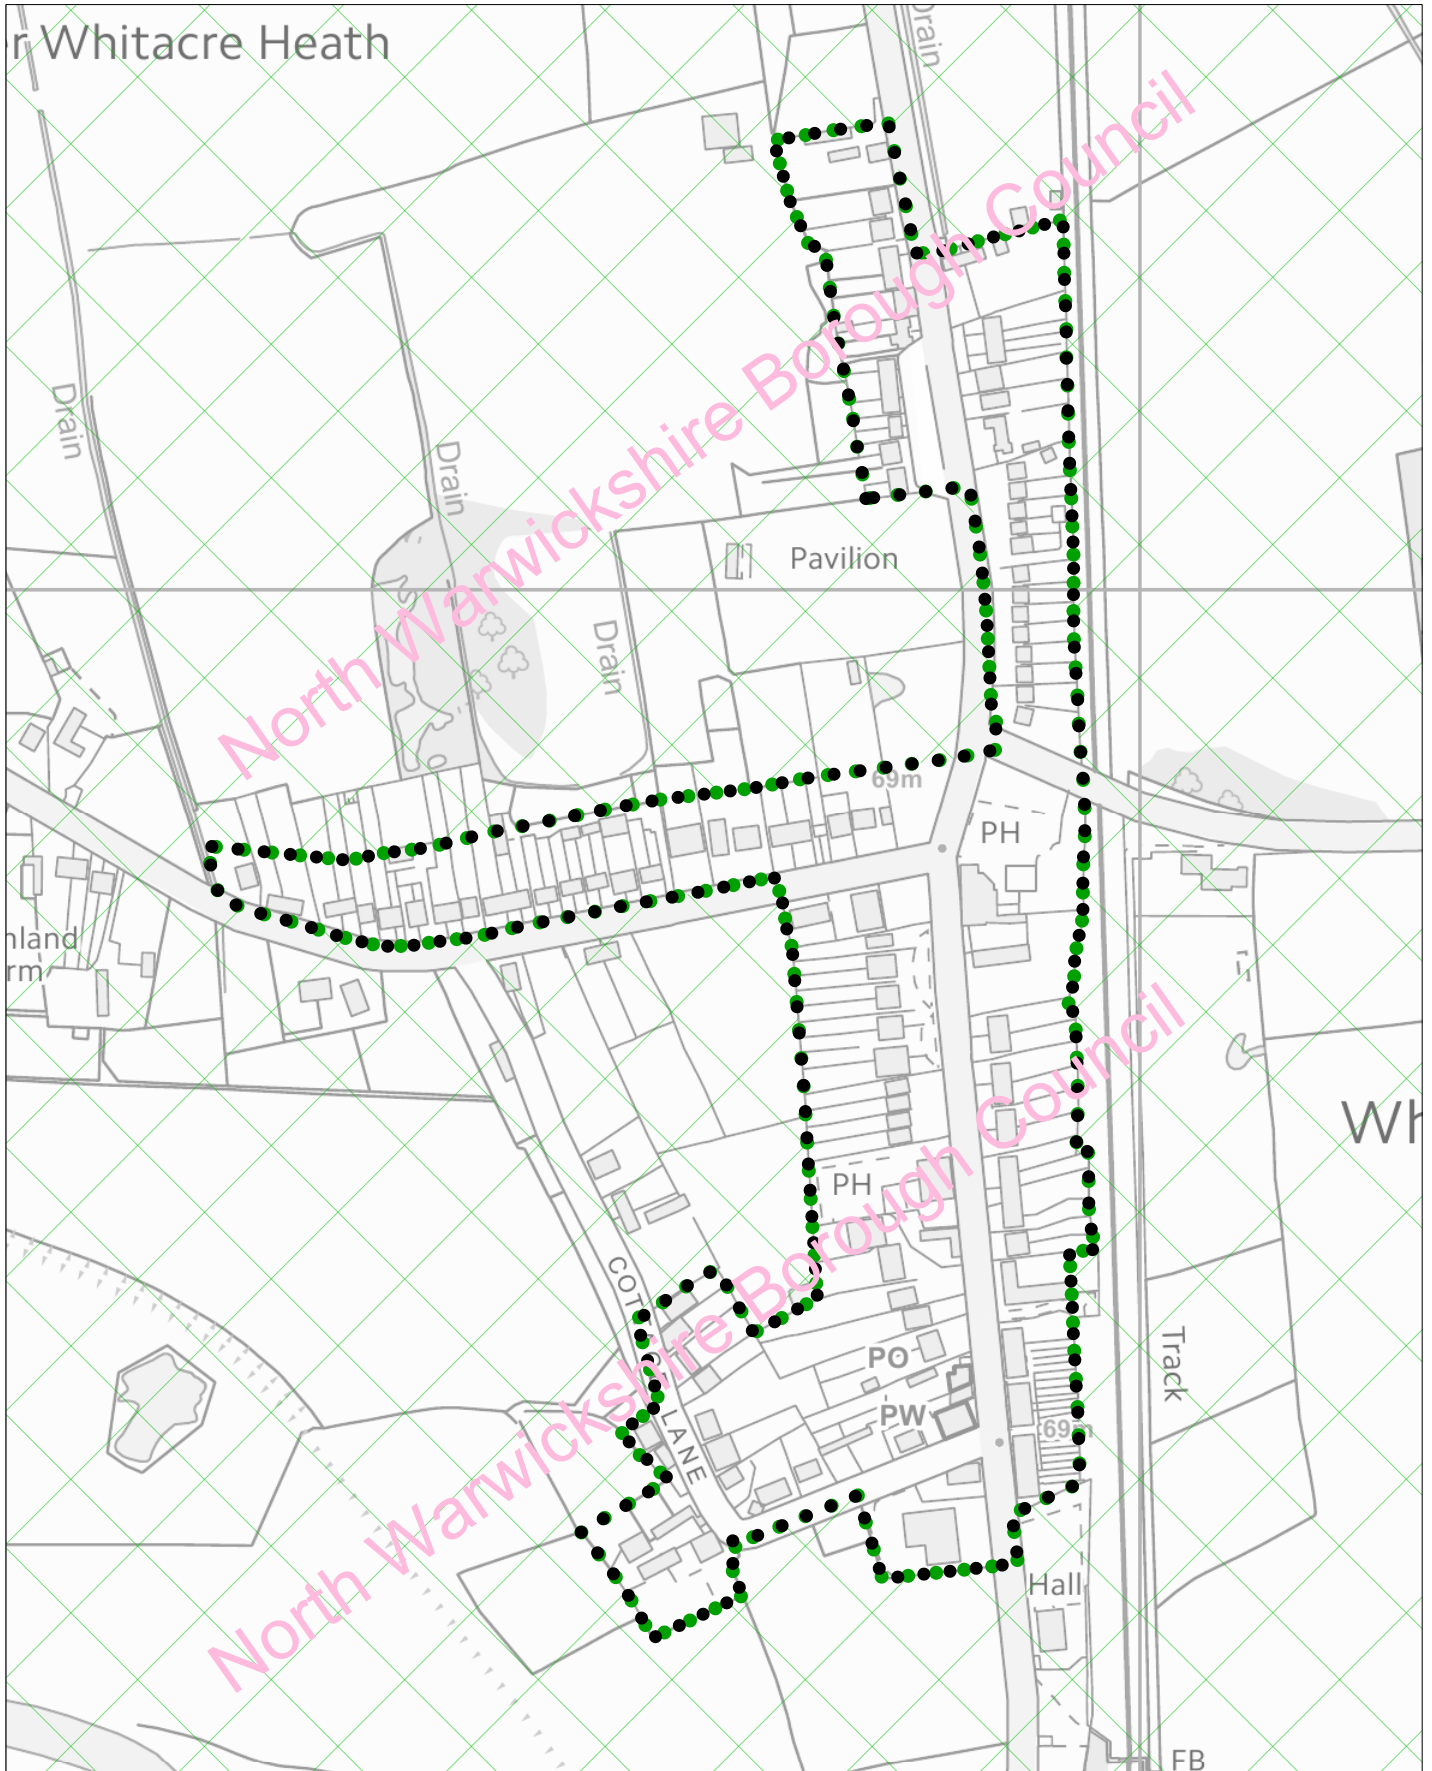 r Whitacre Heath
Drain
North Warwickshire Borough Council
Drain
Drain
Pavilion
Drain
69m
PH
nland
rm
Wh
PH
North Warwickshire Borough Council
COT
LANE
PO
PW
69m
Track
Hall
FB